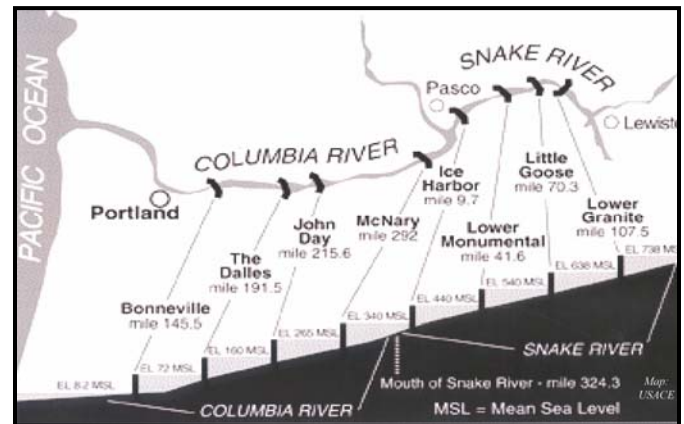 PACIFIC OCEAN
SNAKE RIVER
Pasco
Lewist
COLUMBIA RIVER
Portland
Bonneville
mile 145.5
The
Dalles
mile 191.5
John
Day
mile 215.6
McNary
mile 292
Ice
Harbor
mile 9.7
Lower
Monumental
mile 41.6
Little
Goose
mile 70.3
Lower
Granite
mile 107.5
EL 8.2 MSL
EL 72 MSL
EL 160 MSL
EL 265 MSL
EL 340 MSL
EL 440 MSL
EL 540 MSL
EL 638 MSL
EL 738 MS
SNAKE RIVER
Mouth of Snake River - mile 324.3
COLUMBIA RIVER
MSL = Mean Sea Level
Map:
USACE